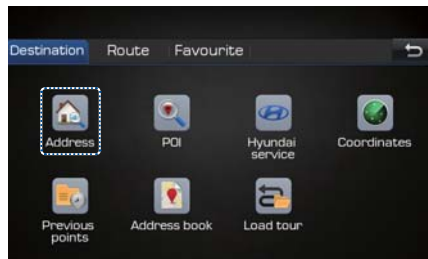 Destination Route Favourite
Address POI Hyundai service Coordinates
Previous points Address book Load tour